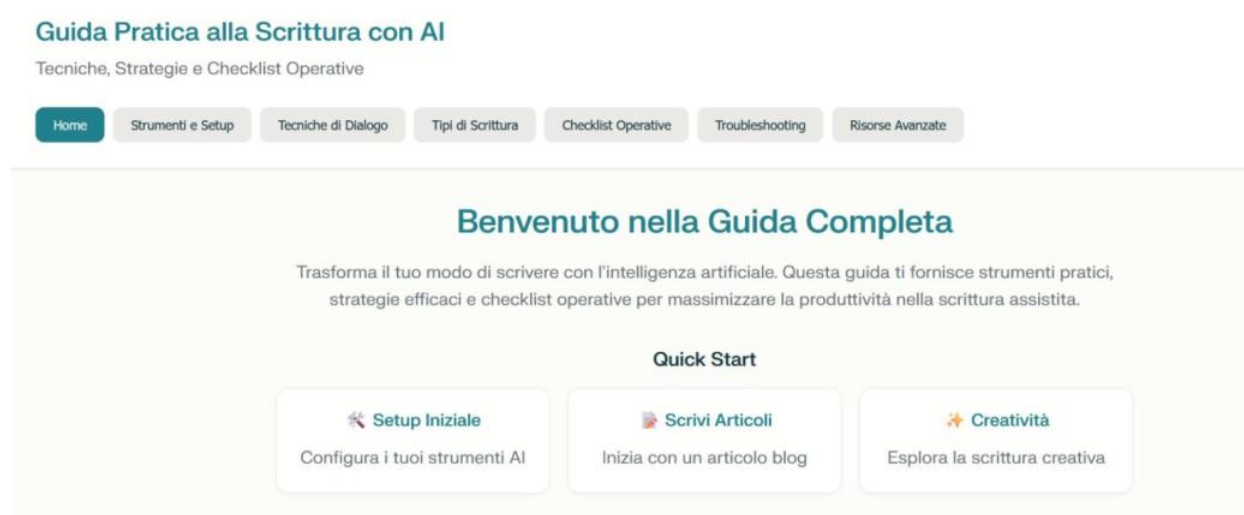 Guida Pratica alla Scrittura con AI
Tecniche, Strategie e Checklist Operative
Home Strumenti e Setup Tecniche di Dialogo Tipi di Scrittura Checklist Operative Troubleshooting Risorse Avanzate
Benvenuto nella Guida Completa
Trasforma il tuo modo di scrivere con l'intelligenza artificiale. Questa guida ti fornisce strumenti pratici,
strategie efficaci e checklist operative per massimizzare la produttività nella scrittura assistita.
Quick Start
🛠️ Setup Iniziale
Configura i tuoi strumenti AI
📝 Scrivi Articoli
Inizia con un articolo blog
✨ Creatività
Esplora la scrittura creativa